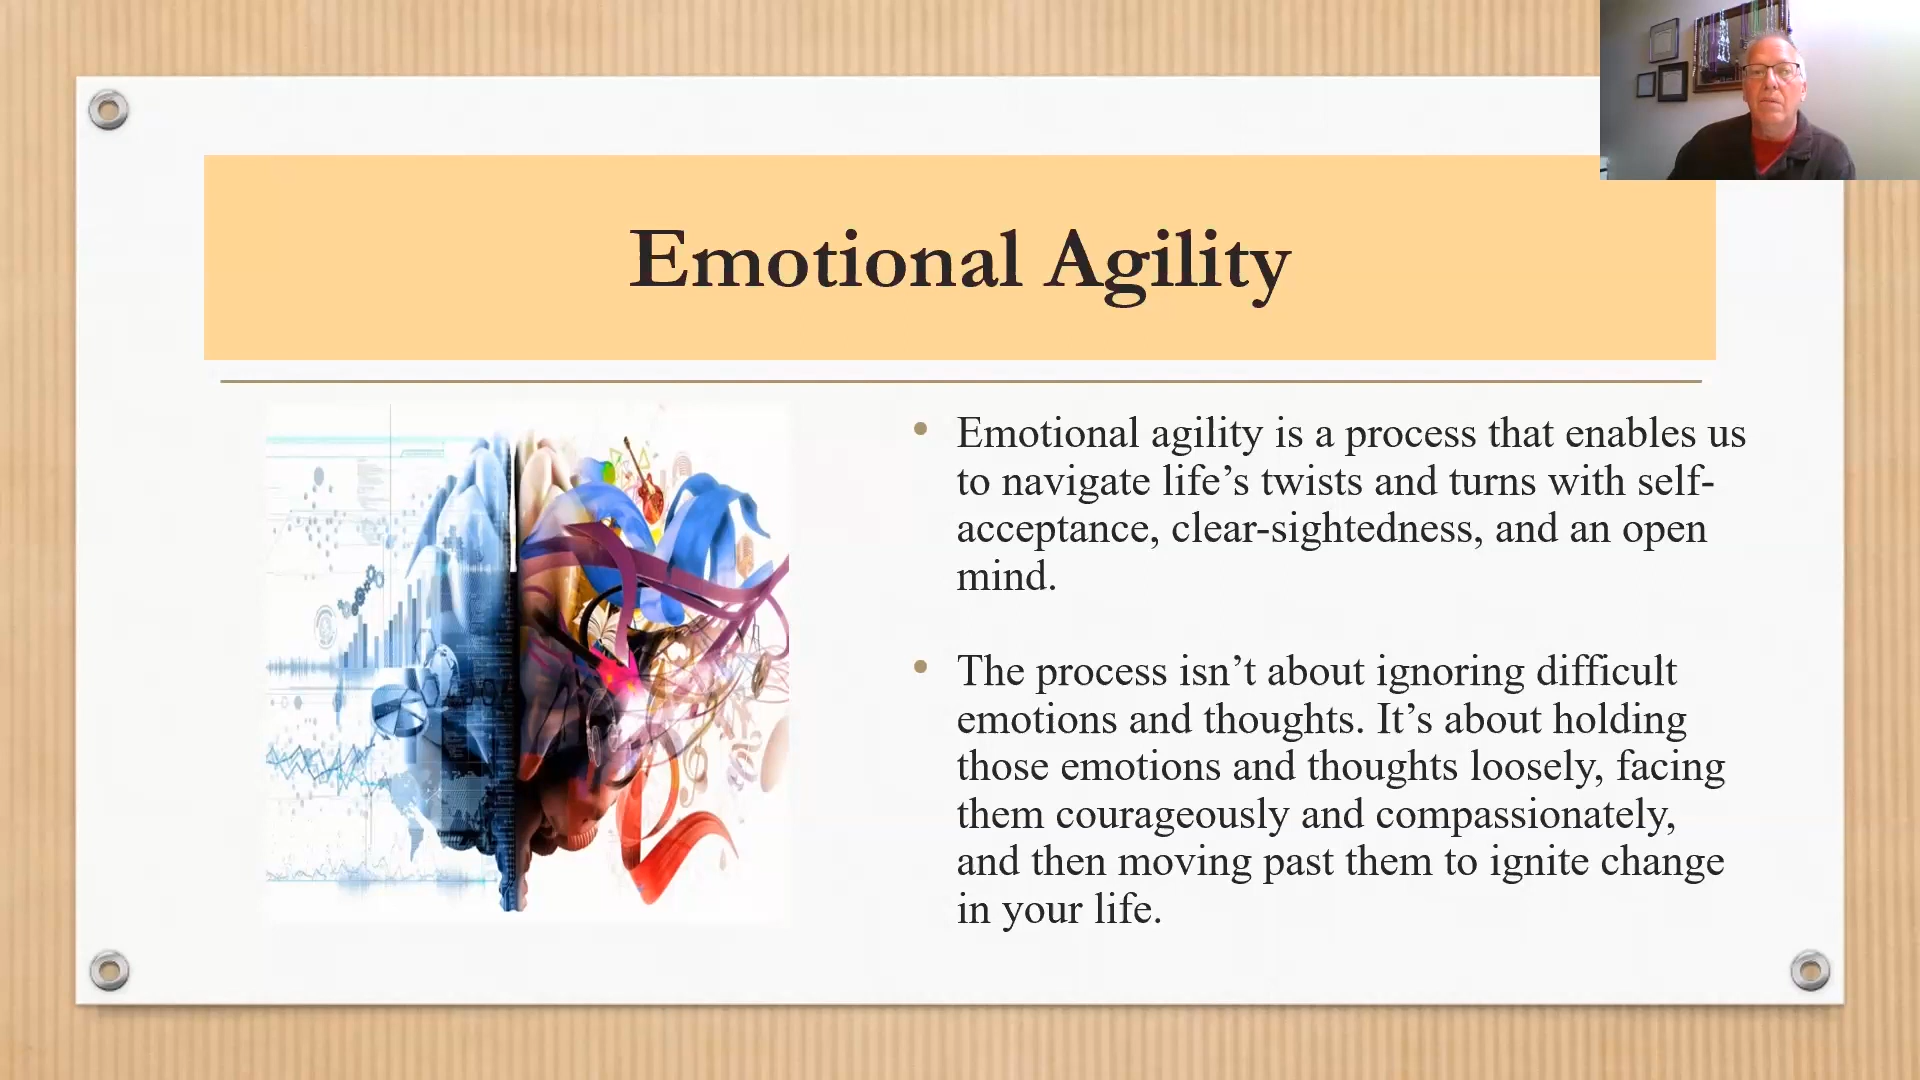 Emotional Agility
• Emotional agility is a process that enables us
to navigate life’s twists and turns with self-
acceptance, clear-sightedness, and an open
mind.
• The process isn’t about ignoring difficult
emotions and thoughts. It’s about holding
those emotions and thoughts loosely, facing
them courageously and compassionately,
and then moving past them to ignite change
in your life.